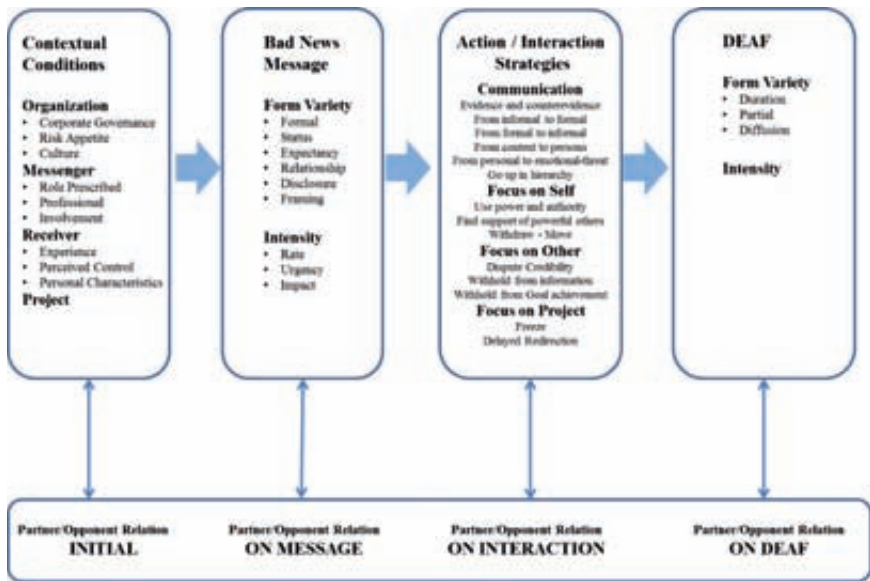 Contextual
Conditions
Organization
• Corporate Governance
• Risk Appetite
• Culture
Messenger
• Role Prescribed
• Professional
• Involvement
Receiver
• Experience
• Perceived Control
• Personal Characteristics
Project
Bad News
Message
Form Variety
• Formal
• Status
• Expectancy
• Relationship
• Disclosure
• Framing
Intensity
• Rate
• Urgency
• Impact
Action / Interaction
Strategies
Communication
Evidence and counterevidence
From informal to formal
From formal to informal
From content to persons
From personal to emotional-threat
Go up in hierarchy
Focus on Self
Use power and authority
Find support of powerful others
Withdraw - Move
Focus on Other
Dispute Credibility
Withhold from information
Withhold from Goal achievement
Focus on Project
Freeze
Delayed Redirection
DEAF
Form Variety
• Duration
• Partial
• Diffusion
Intensity
Partner/Opponent Relation
INITIAL
Partner/Opponent Relation
ON MESSAGE
Partner/Opponent Relation
ON INTERACTION
Partner/Opponent Relation
ON DEAF